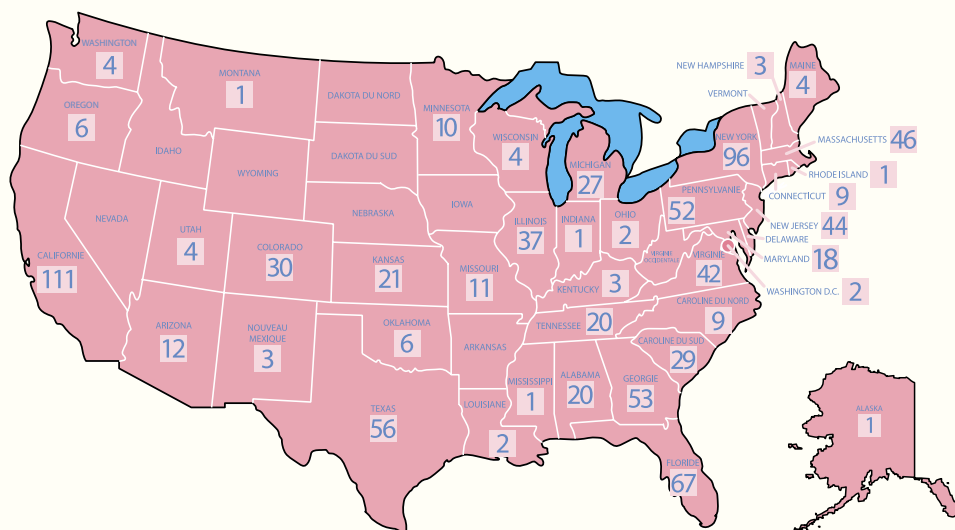 WASHINGTON
4
OREGON
6
MONTANA
1
IDAHO
WYOMING
DAKOTA DU NORD
DAKOTA DU SUD
NEBRASKA
MINNESOTA
10
WISCONSIN
4
IOWA
MICHIGAN
27
ILLINOIS
37
INDIANA
1
OHIO
2
NEVADA
UTAH
4
COLORADO
30
KANSAS
21
MISSOURI
11
KENTUCKY
3
CALIFORNIE
111
ARIZONA
12
NOUVEAU
MEXIQUE
3
OKLAHOMA
6
ARKANSAS
TENNESSEE
20
TEXAS
56
LOUISIANE
2
MISSISSIPPI
1
ALABAMA
20
GEORGIE
53
FLORIDE
67
CAROLINE DU SUD
29
CAROLINE DU NORD
9
VIRGINIE
OCCIDENTALE
VIRGINIE
42
PENNSYLVANIE
52
NEW YORK
96
NEW HAMPSHIRE
3
VERMONT
MAINE
4
MASSACHUSETTS
46
RHODE ISLAND
1
CONNECTICUT
9
NEW JERSEY
44
DELAWARE
MARYLAND
18
WASHINGTON D.C.
2
ALASKA
1